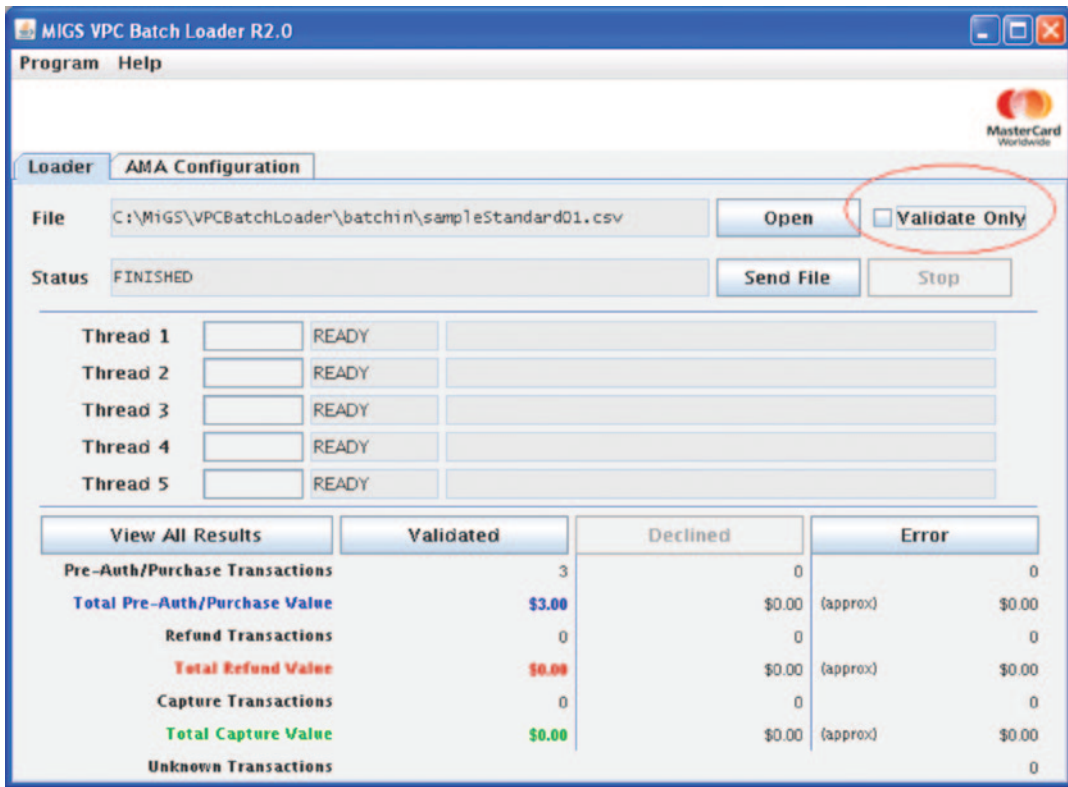 MIGS VPC Batch Loader R2.0
Program Help
MasterCard
Worldwide
Loader AMA Configuration
File C:\MiGS\VPCBatchLoader\batchin\sampleStandard01.csv Open Validate Only
Status FINISHED Send File Stop
Thread 1 READY
Thread 2 READY
Thread 3 READY
Thread 4 READY
Thread 5 READY
View All Results Validated Declined Error
Pre-Auth/Purchase Transactions 3 0 0
Total Pre-Auth/Purchase Value $3.00 $0.00 (approx) $0.00
Refund Transactions 0 0 0
Total Refund Value $0.00 $0.00 (approx) $0.00
Capture Transactions 0 0 0
Total Capture Value $0.00 $0.00 (approx) $0.00
Unknown Transactions 0